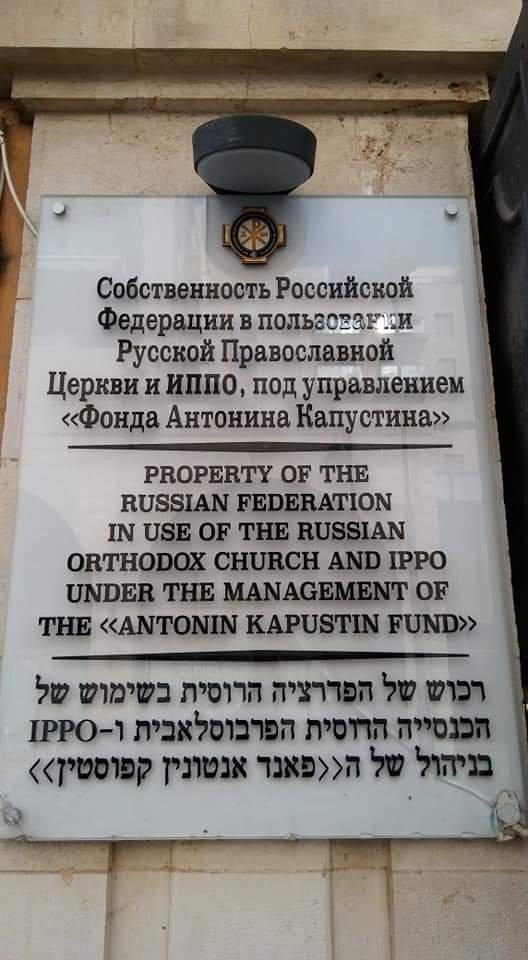 Собственность Российской
Федерации в пользовании
Русской Православной
Церкви и ИППО, под управлением
«Фонда Антонина Капустина»
PROPERTY OF THE
RUSSIAN FEDERATION
IN USE OF THE RUSSIAN
ORTHODOX CHURCH AND IPPO
UNDER THE MANAGEMENT OF
THE «ANTONIN KAPUSTIN FUND»
רכוש של הפדרציה הרוסית בשימוש של
הכנסייה הרוסית הפרבוסלאבית ו-IPPO
בניהול של ה<<פאנד אנטונין קפוסטין>>